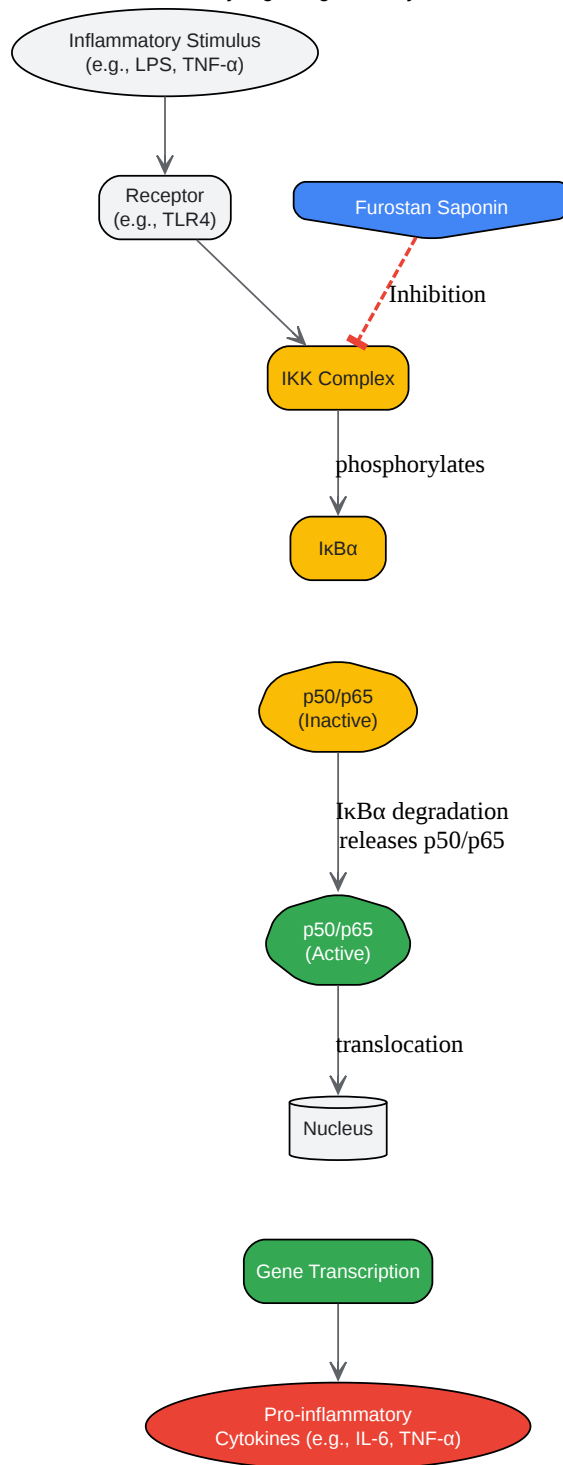 Inflammatory Stimulus
(e.g., LPS, TNF-α)
Receptor
(e.g., TLR4)
Furostan Saponin
Inhibition
IKK Complex
phosphorylates
IκBα
p50/p65
(Inactive)
IκBα degradation
releases p50/p65
p50/p65
(Active)
translocation
Nucleus
Gene Transcription
Pro-inflammatory
Cytokines (e.g., IL-6, TNF-α)